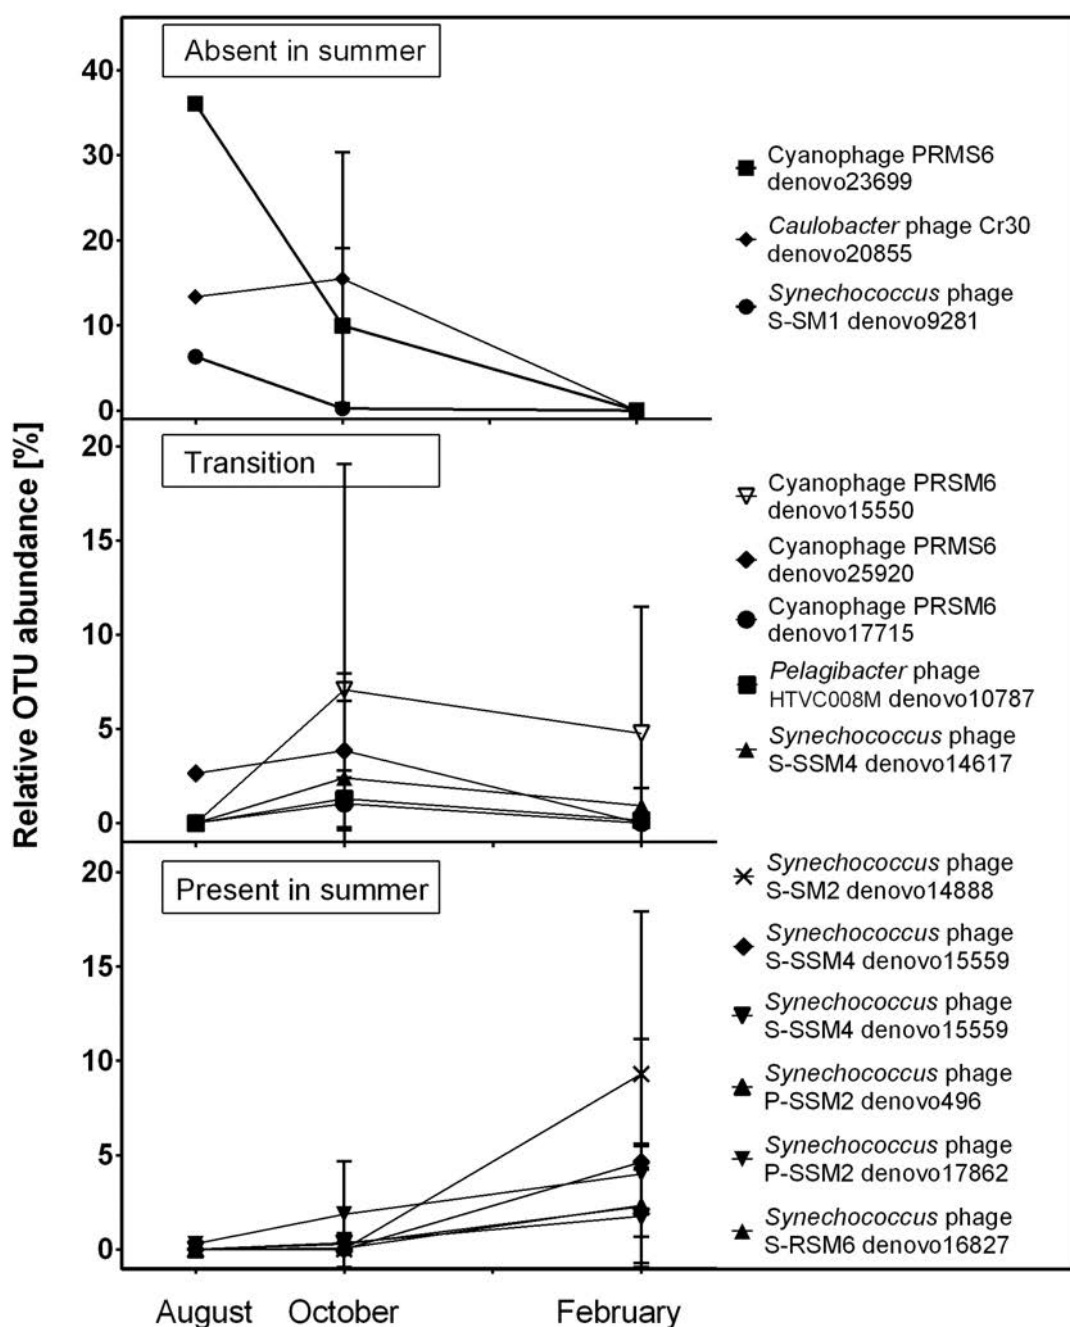 Relative OTU abundance [%]
Absent in summer
40
30
20
10
0
Cyanophage PRMS6
denovo23699
Caulobacter phage Cr30
denovo20855
Synechococcus phage
S-SM1 denovo9281
Transition
20
15
10
5
0
Cyanophage PRSM6
denovo15550
Cyanophage PRMS6
denovo25920
Cyanophage PRSM6
denovo17715
Pelagibacter phage
HTVC008M denovo10787
Synechococcus phage
S-SSM4 denovo14617
Present in summer
20
15
10
5
0
Synechococcus phage
S-SM2 denovo14888
Synechococcus phage
S-SSM4 denovo15559
Synechococcus phage
S-SSM4 denovo15559
Synechococcus phage
P-SSM2 denovo496
Synechococcus phage
P-SSM2 denovo17862
Synechococcus phage
S-RSM6 denovo16827
August October February